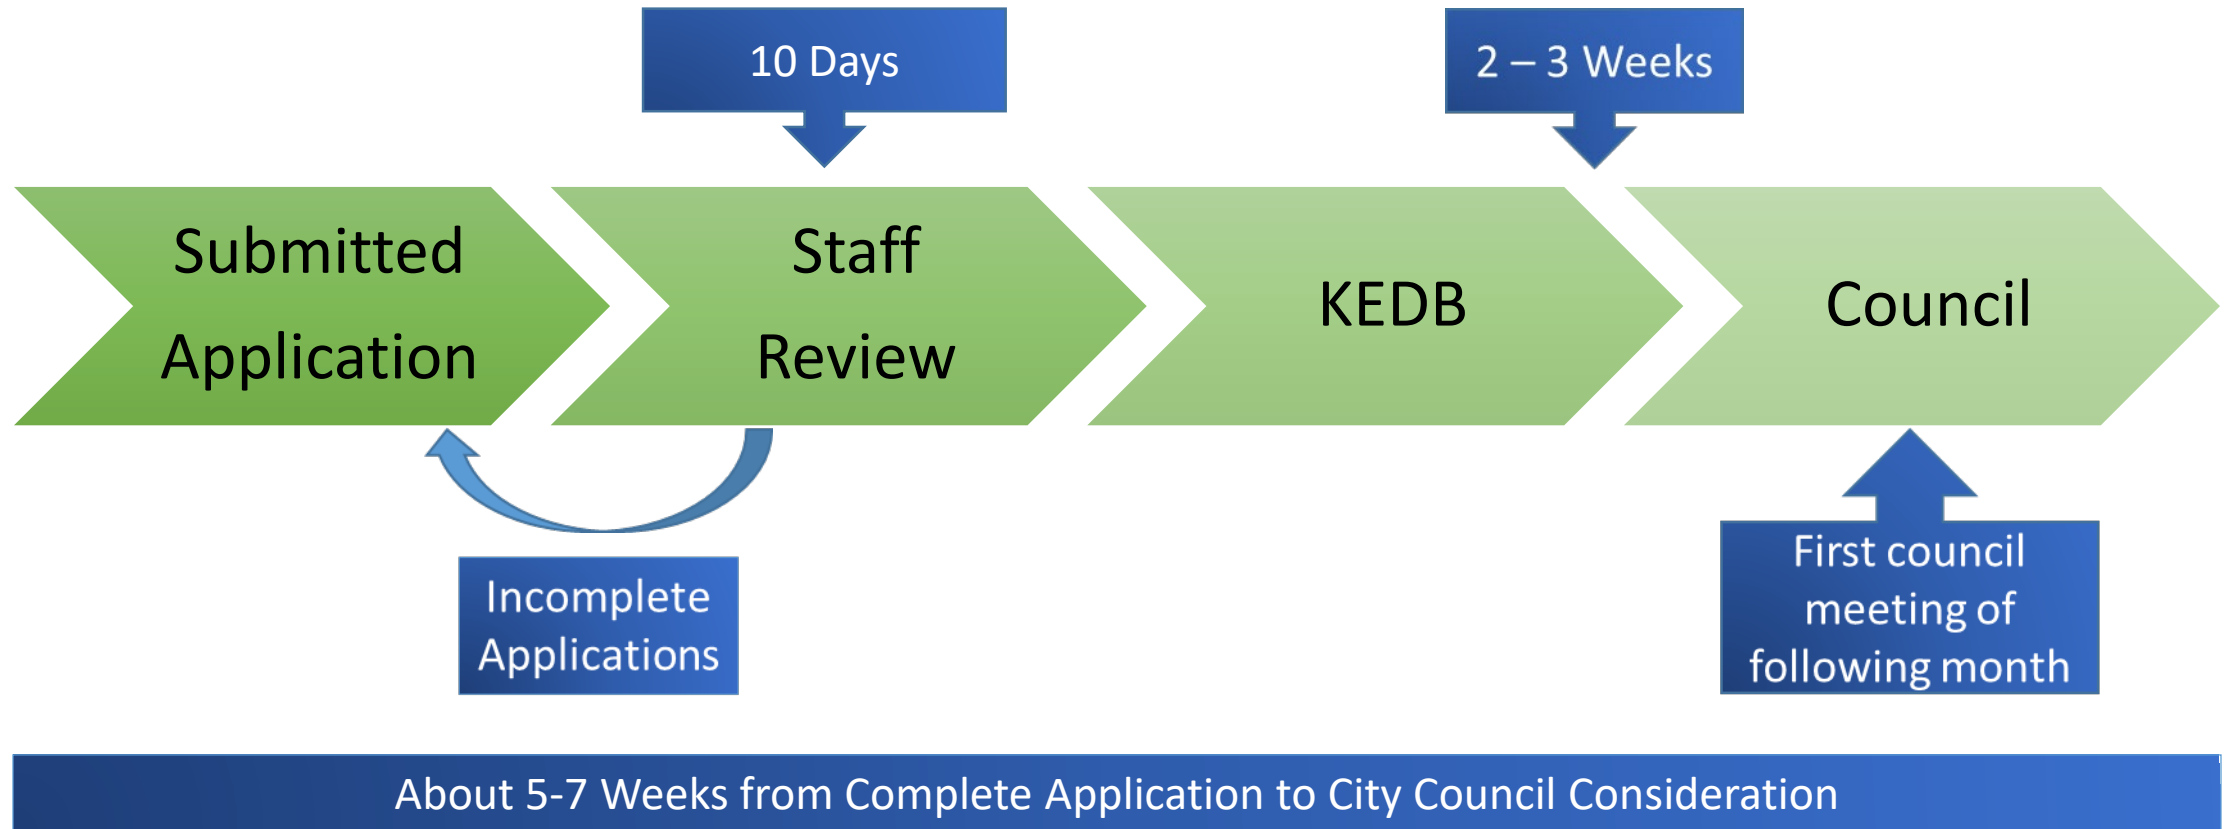 10 Days
2 – 3 Weeks
Submitted
Application
Staff
Review
KEDB
Council
Incomplete
Applications
First council
meeting of
following month
About 5-7 Weeks from Complete Application to City Council Consideration